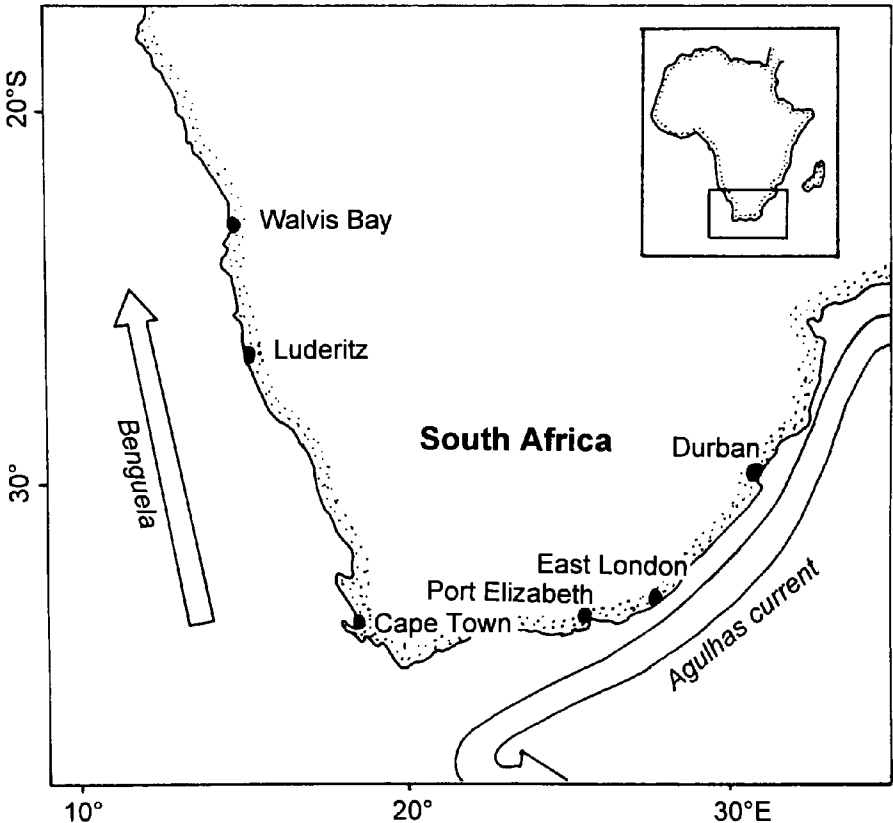 20°S
Walvis Bay
Luderitz
Benguela
South Africa
Durban
30°
East London
Port Elizabeth
Cape Town
Agulhas current
10°
20°
30°E